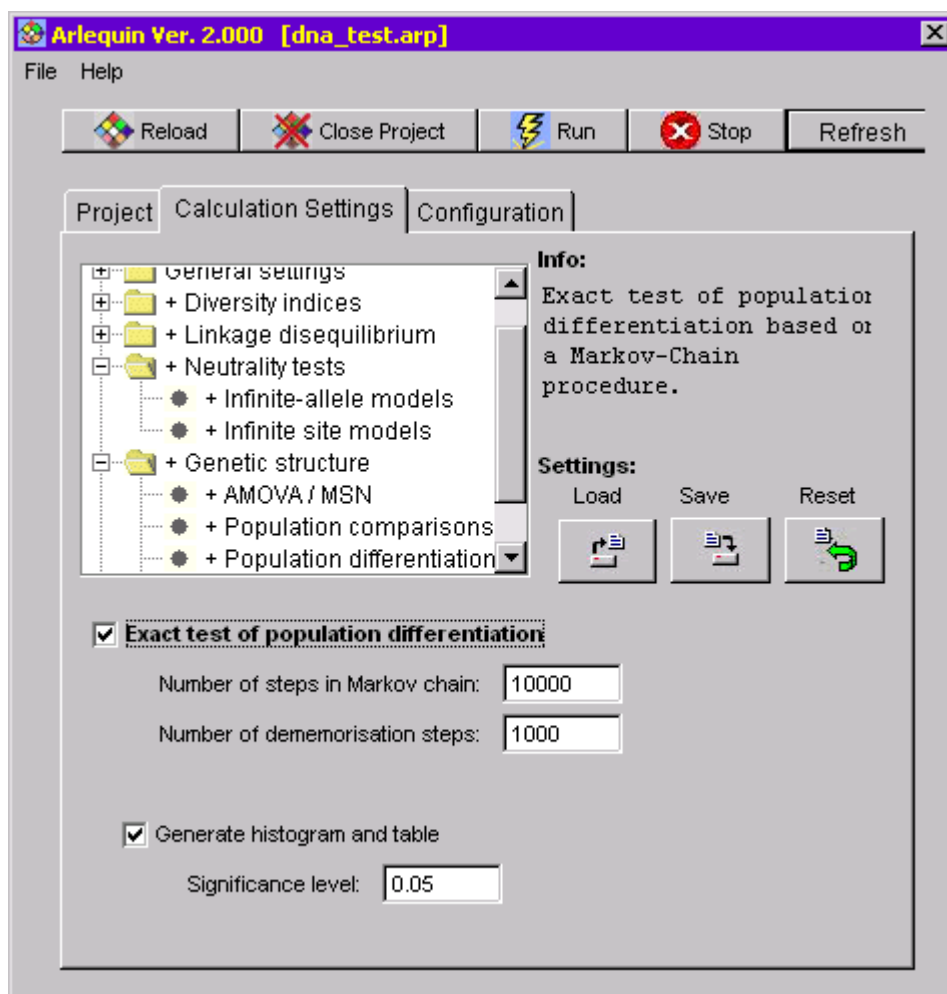 Arlequin Ver. 2.000 [dna_test.arp]
File Help
Reload Close Project Run Stop Refresh
Project Calculation Settings Configuration
General settings
+ Diversity indices
+ Linkage disequilibrium
+ Neutrality tests
+ Infinite-allele models
+ Infinite site models
+ Genetic structure
+ AMOVA / MSN
+ Population comparisons
+ Population differentiation
Info:
Exact test of population
differentiation based on
a Markov-Chain
procedure.
Settings:
Load Save Reset
Exact test of population differentiation
Number of steps in Markov chain: 10000
Number of dememorisation steps: 1000
Generate histogram and table
Significance level: 0.05